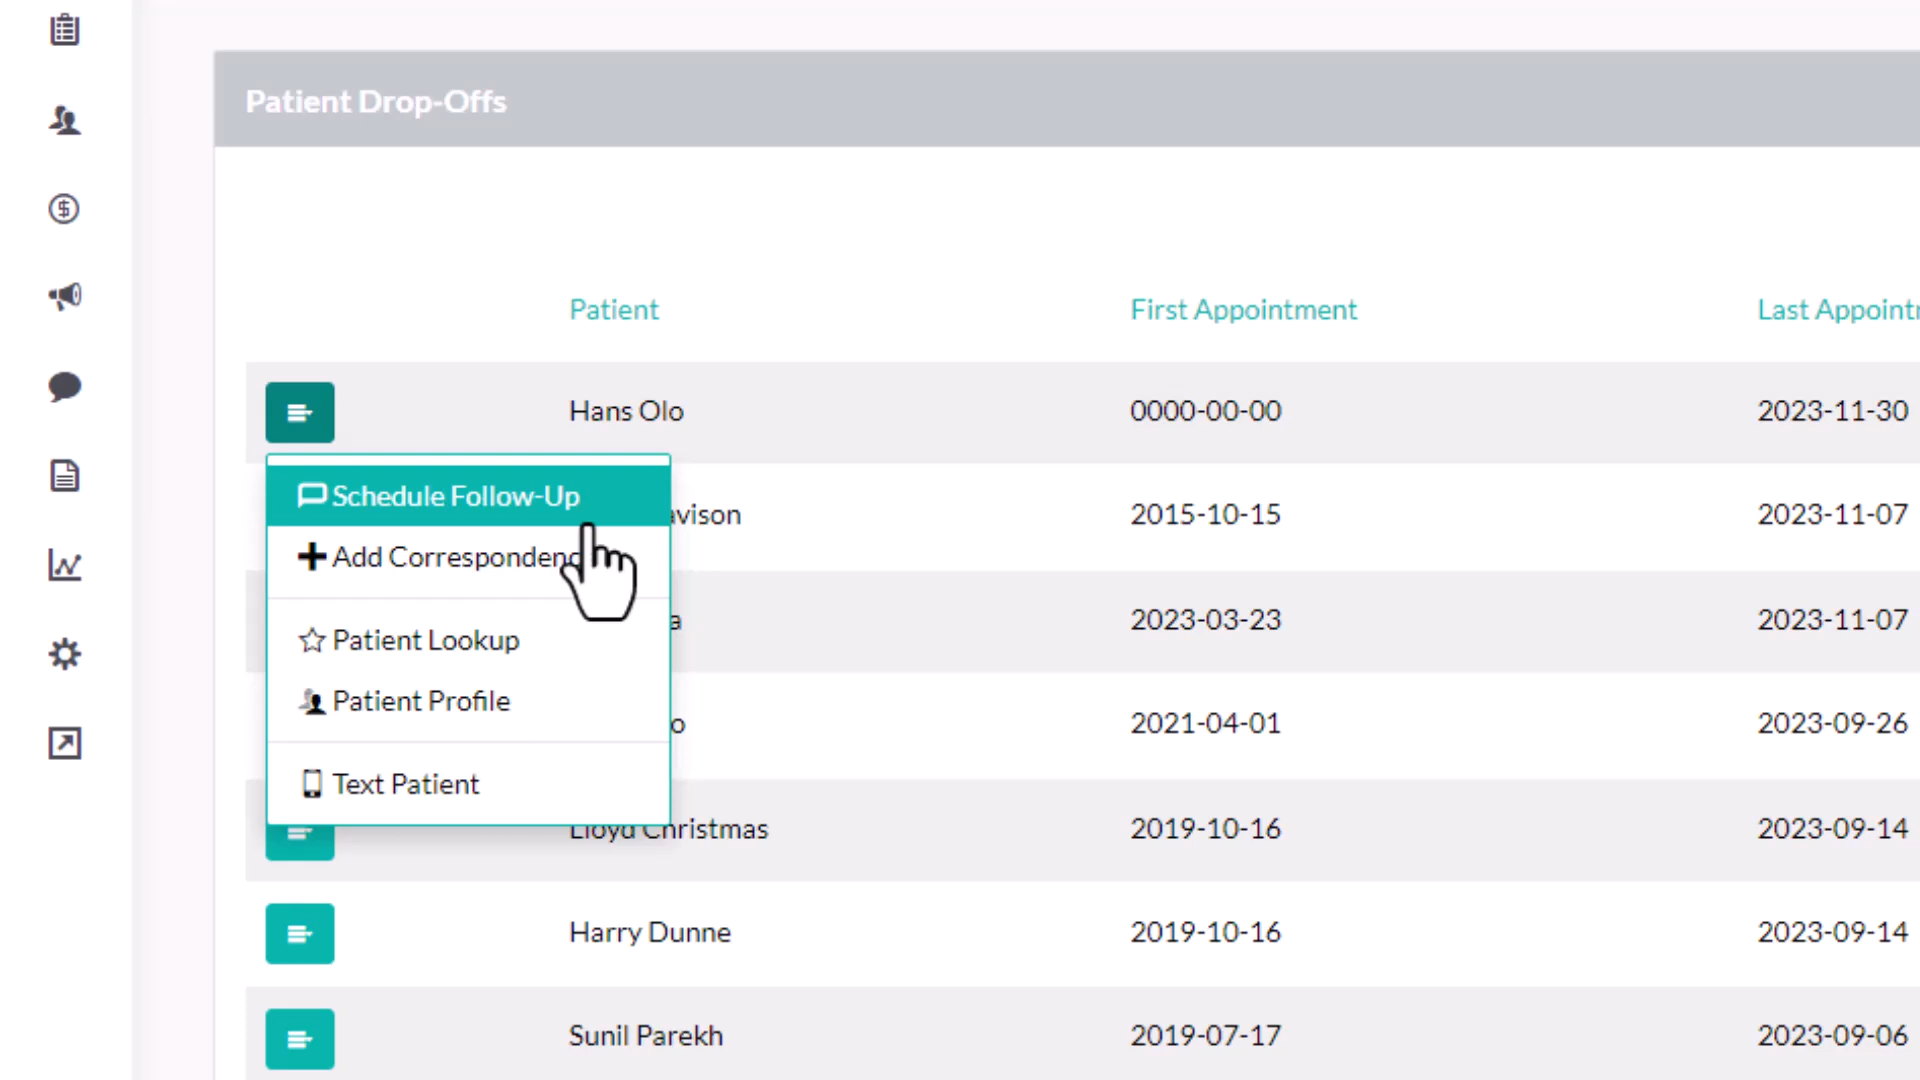 Patient Drop-Offs
Patient First Appointment
Hans Olo 0000-00-00 2023-11-30
Schedule Follow-Up
2015-10-15 2023-11-07
Add
2023-03-23 2023-11-07
Patient Lookup
Patient Profile
2021-04-01 2023-09-26
Text Patient
Lloyd Christmas 2019-10-16 2023-09-14
Harry Dunne 2019-10-16 2023-09-14
Sunil Parekh 2019-07-17 2023-09-06